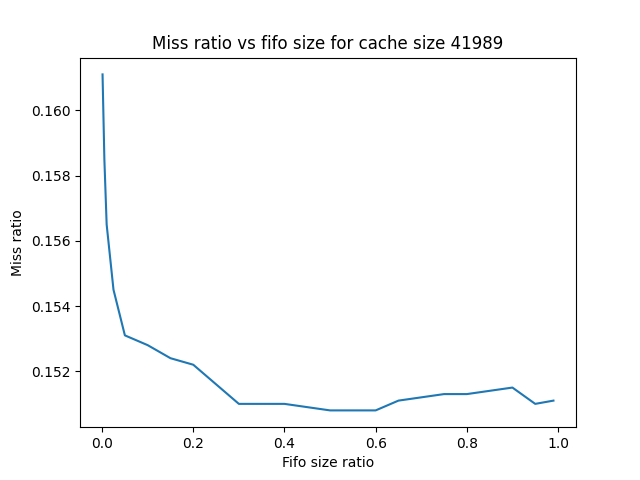 Miss ratio vs fifo size for cache size 41989
Miss ratio
0.160
0.158
0.156
0.154
0.152
0.0 0.2 0.4 0.6 0.8 1.0
Fifo size ratio